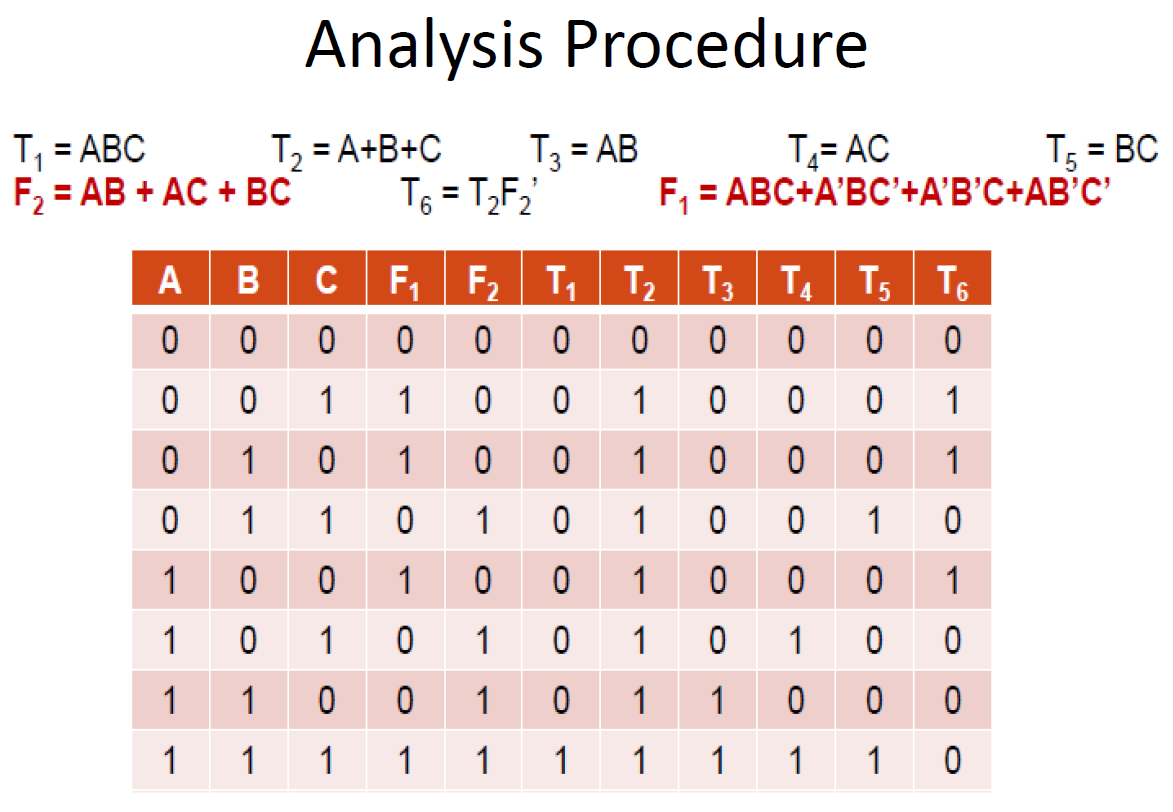 Analysis Procedure
T₁ = ABC T₂ = A+B+C T₃ = AB T₄= AC T₅ = BC
F₂ = AB + AC + BC T₆ = T₂F₂’ F₁ = ABC+A’BC’+A’B’C+AB’C’
A B C F₁ F₂ T₁ T₂ T₃ T₄ T₅ T₆
0 0 0 0 0 0 0 0 0 0 0
0 0 1 1 0 0 1 0 0 0 1
0 1 0 1 0 0 1 0 0 0 1
0 1 1 0 1 0 1 0 0 1 0
1 0 0 1 0 0 1 0 0 0 1
1 0 1 0 1 0 1 0 1 0 0
1 1 0 0 1 0 1 1 0 0 0
1 1 1 1 1 1 1 1 1 1 0